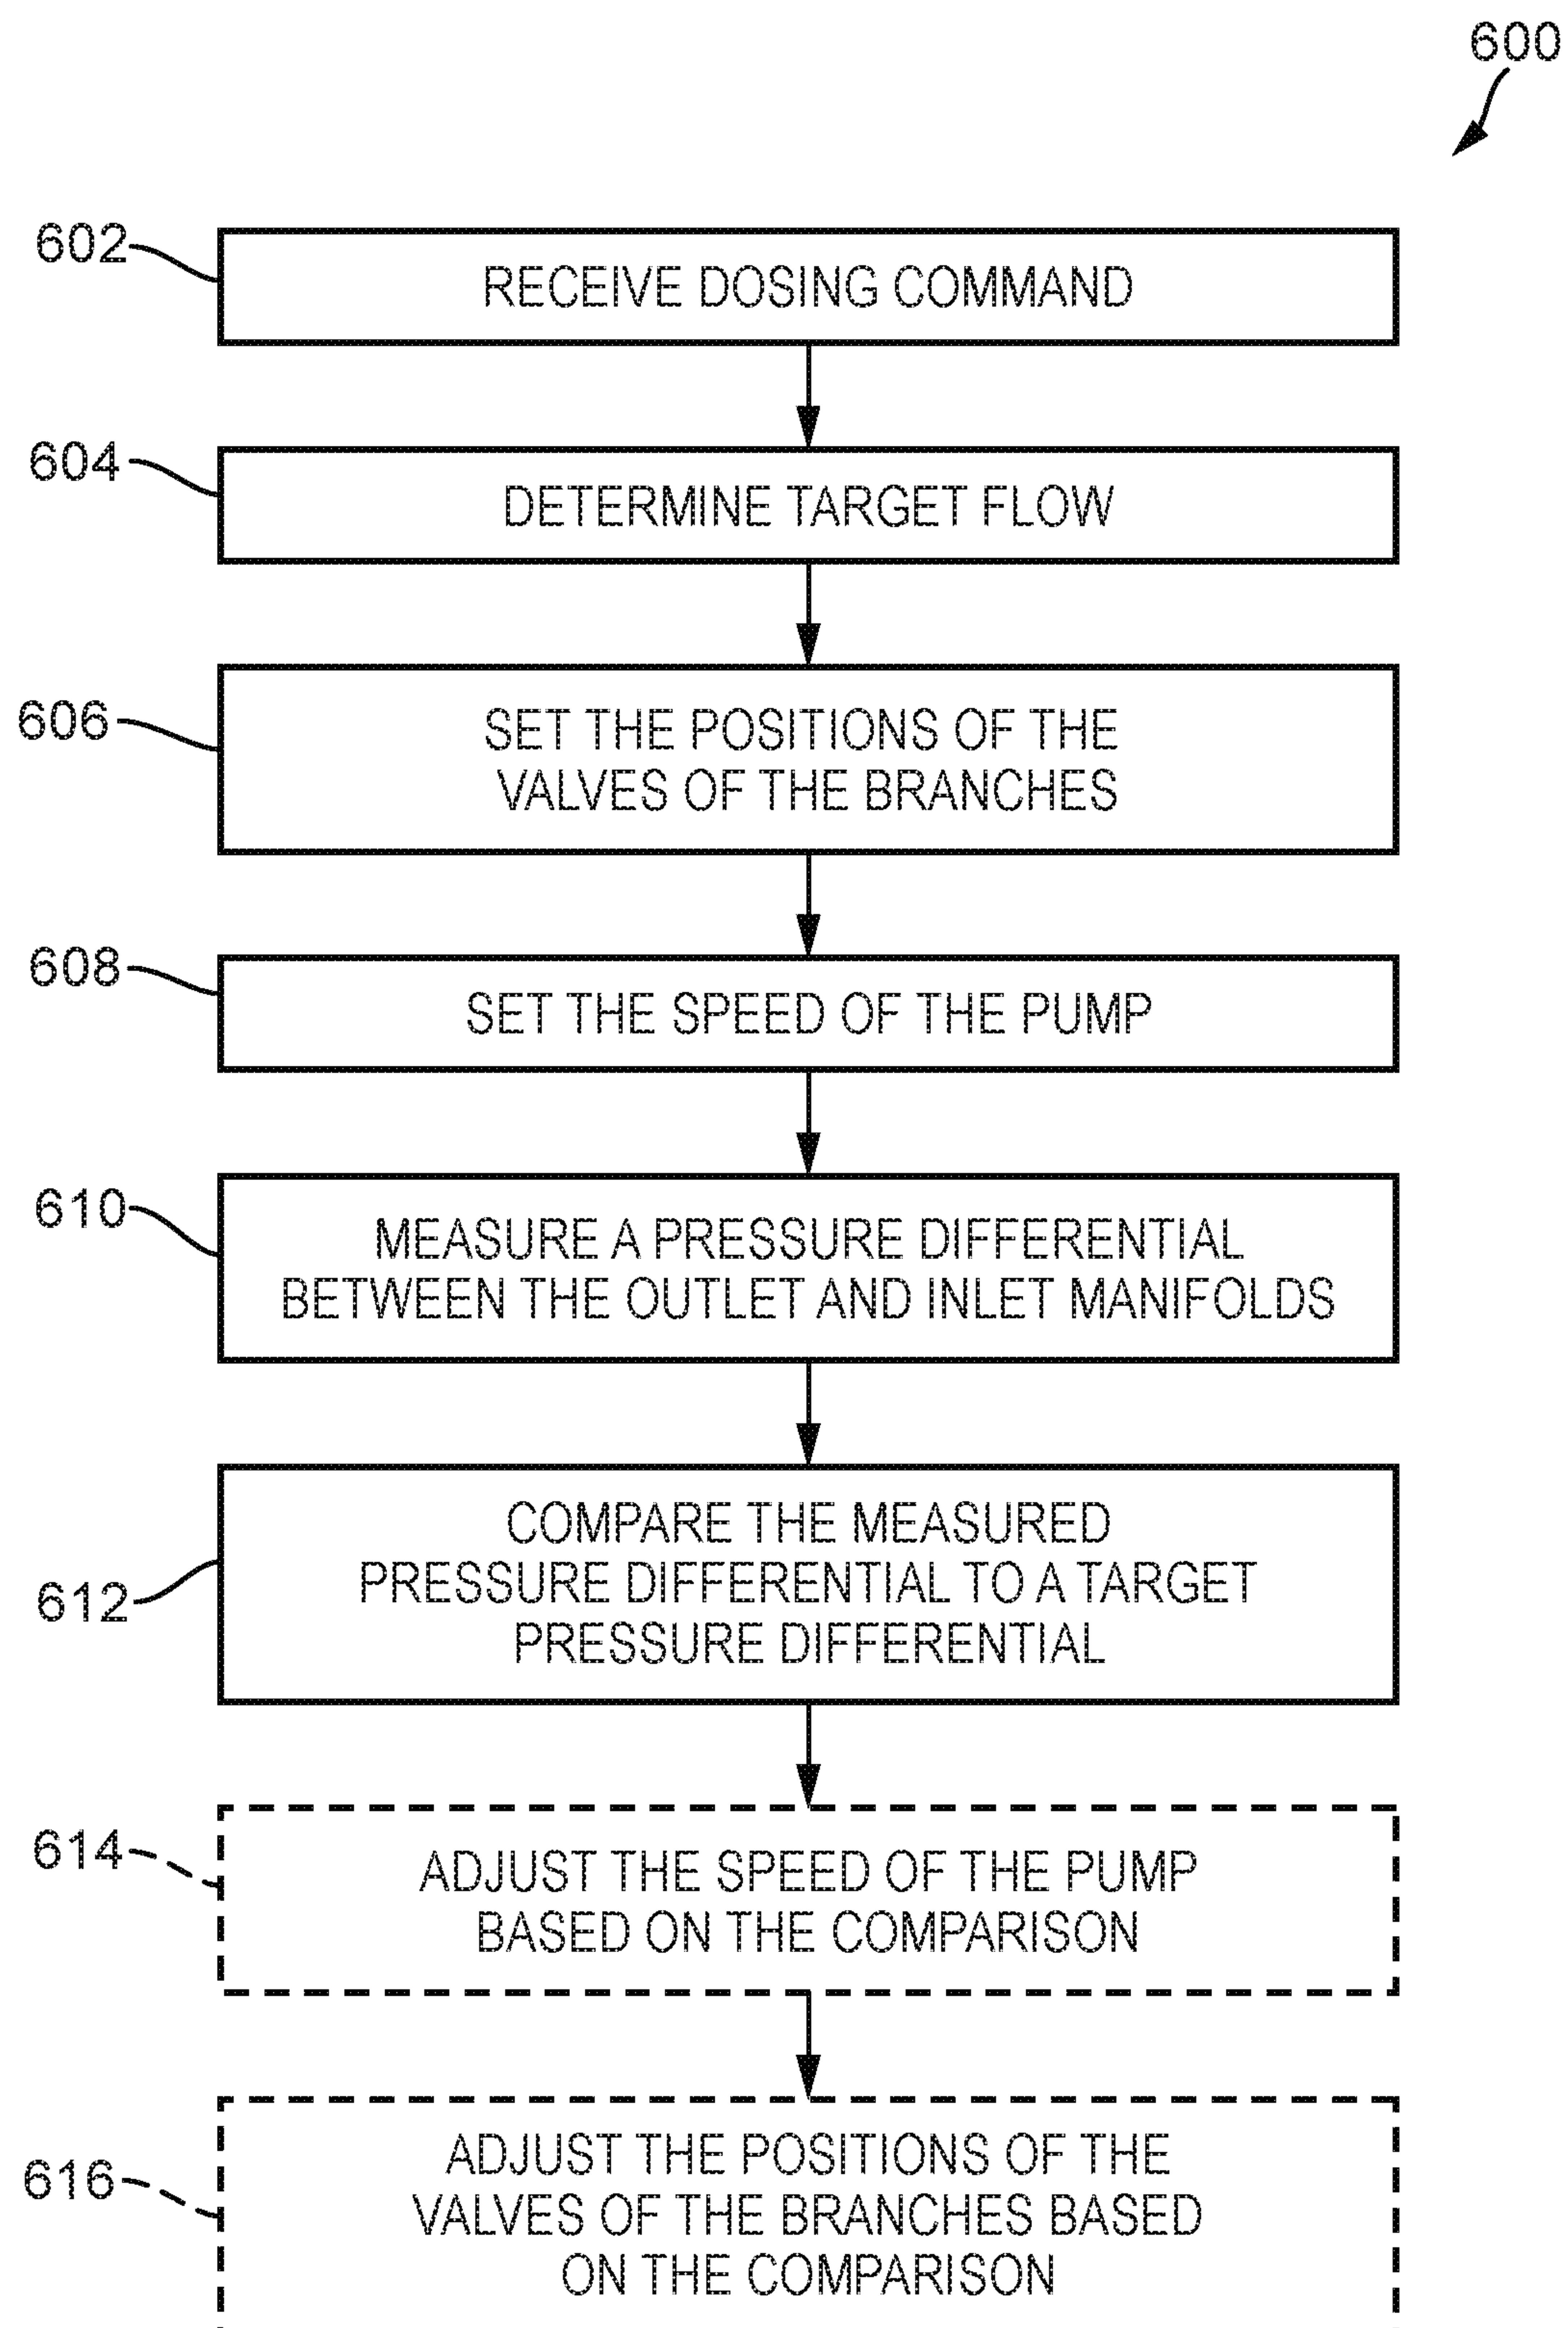 600
602
RECEIVE DOSING COMMAND
604
DETERMINE TARGET FLOW
606
SET THE POSITIONS OF THE
VALVES OF THE BRANCHES
608
SET THE SPEED OF THE PUMP
610
MEASURE A PRESSURE DIFFERENTIAL
BETWEEN THE OUTLET AND INLET MANIFOLDS
612
COMPARE THE MEASURED
PRESSURE DIFFERENTIAL TO A TARGET
PRESSURE DIFFERENTIAL
614
ADJUST THE SPEED OF THE PUMP
BASED ON THE COMPARISON
616
ADJUST THE POSITIONS OF THE
VALVES OF THE BRANCHES BASED
ON THE COMPARISON